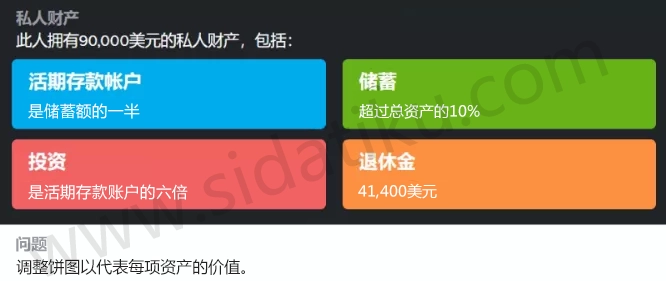 私人财产
此人拥有90,000美元的私人财产，包括：
活期存款帐户
是储蓄额的一半
储蓄
超过总资产的10%
投资
是活期存款账户的六倍
退休金
41,400美元
www.sidatiku.com
问题
调整饼图以代表每项资产的价值。